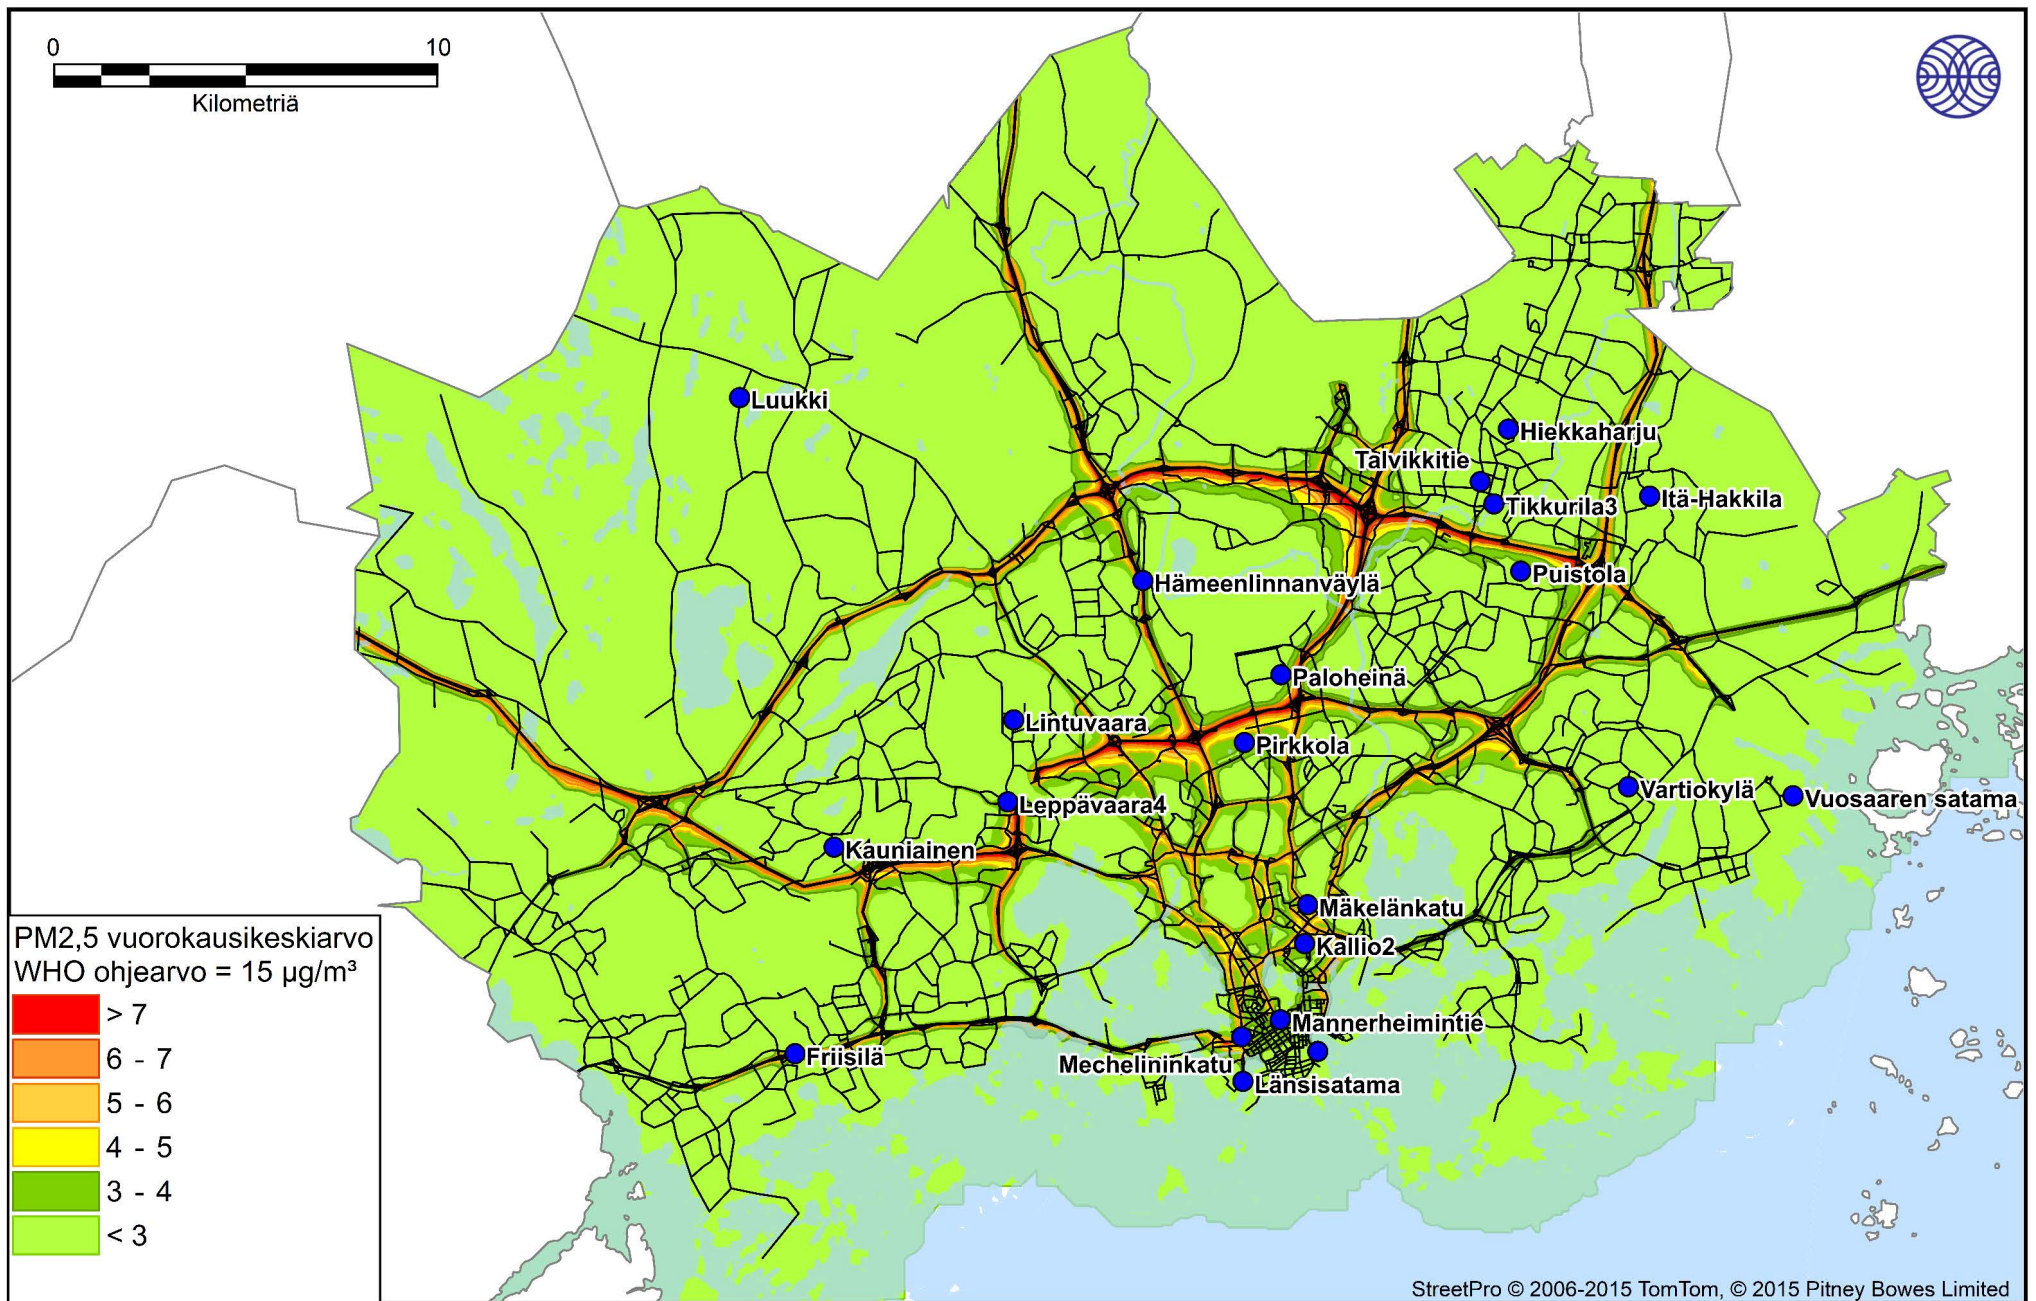 0 10
Kilometriä
Luukki
Hiekkaharju
Talvikkitie
Tikkurila3
Itä-Hakkila
Puistola
Hämeenlinnanväylä
Paloheinä
Lintuvaara
Pirkkola
Leppävaara4
Vartiokylä
Vuosaaren satama
Kauniainen
Mäkelänkatu
Kallio2
Mannerheimintie
Friisilä
Mechelininkatu
Länsisatama
PM2,5 vuorokausikeskiarvo
WHO ohjearvo = 15 µg/m³
> 7
6 - 7
5 - 6
4 - 5
3 - 4
< 3
StreetPro © 2006-2015 TomTom, © 2015 Pitney Bowes Limited